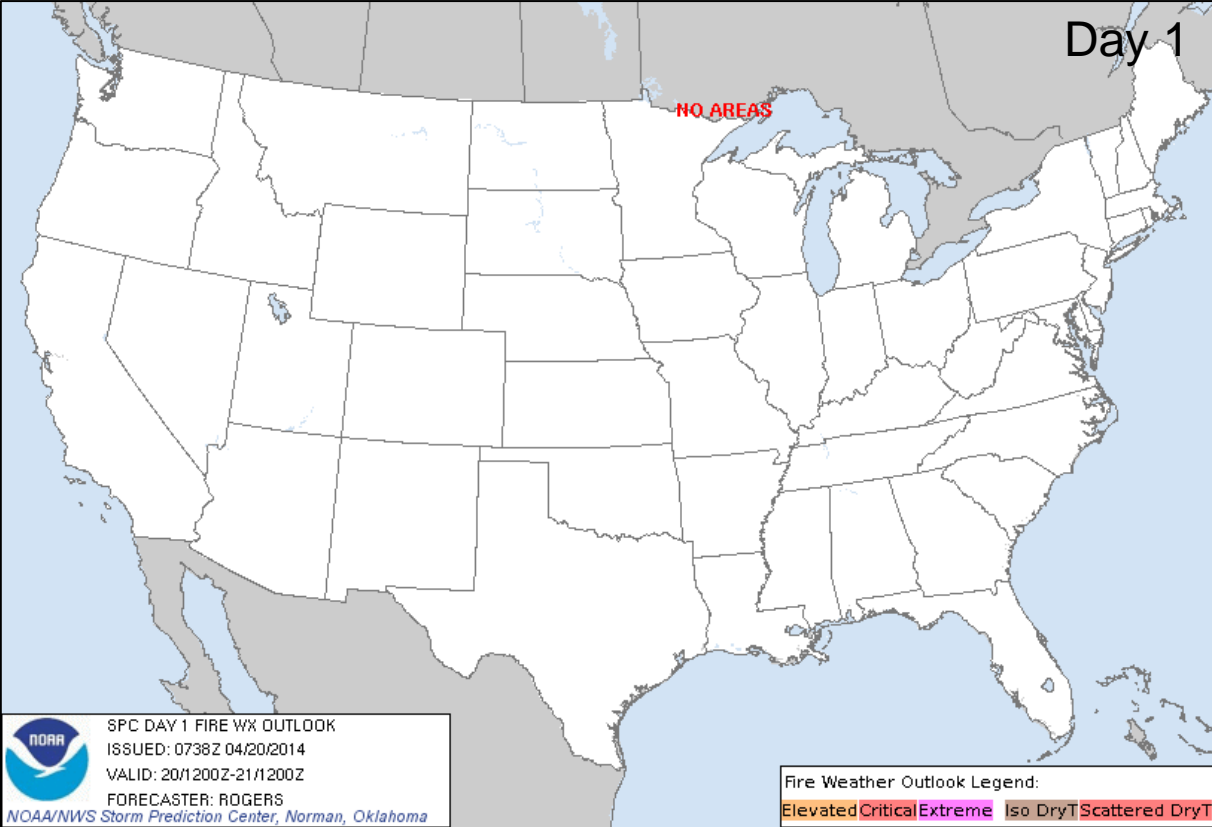 Day 1
NO AREAS
NOAA
SPC DAY 1 FIRE WX OUTLOOK
ISSUED: 0738Z 04/20/2014
VALID: 20/1200Z-21/1200Z
FORECASTER: ROGERS
NOAA/NWS Storm Prediction Center, Norman, Oklahoma
Fire Weather Outlook Legend:
Elevated Critical Extreme Iso DryT Scattered DryT